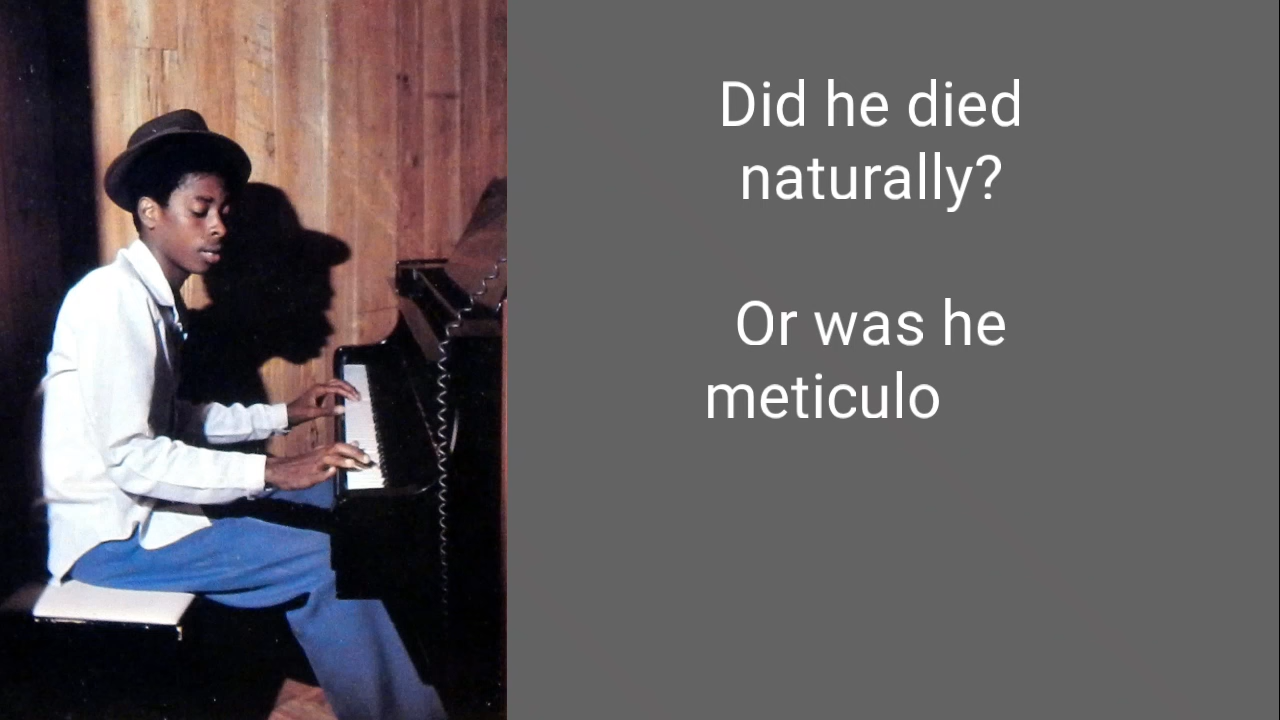 Did he died
naturally?
Or was he
meticulo